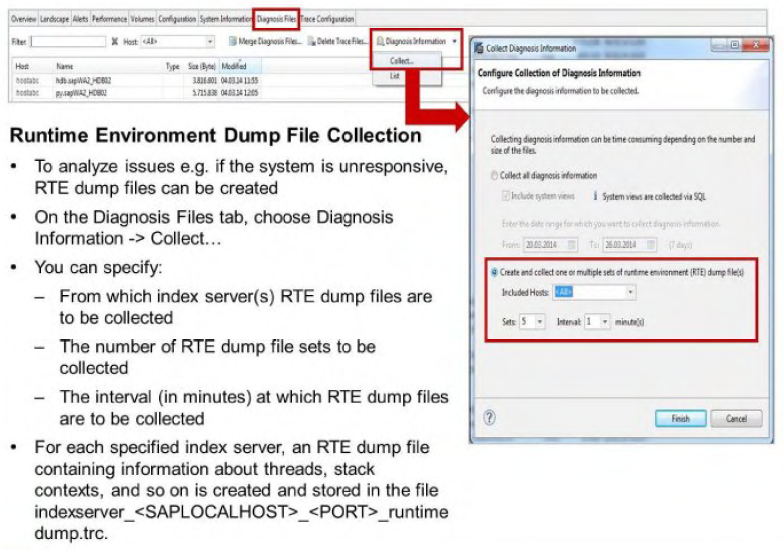 Overview Landscape Alerts Performance Volumes Configuration System Information Diagnosis Files Trace Configuration
Filter: Host: <All> Merge Diagnosis Files... Delete Trace Files... Diagnosis Information
Collect...
List
Host Name Type Size (Byte) Modified
hostabc hdb.sapWA2_HDB02 3.816.601 04.03.14 11:55
hostabc py.sapWA2_HDB02 5.715.838 04.03.14 12:05
Runtime Environment Dump File Collection
• To analyze issues e.g. if the system is unresponsive,
RTE dump files can be created
• On the Diagnosis Files tab, choose Diagnosis
Information -> Collect…
• You can specify:
– From which index server(s) RTE dump files are
to be collected
– The number of RTE dump file sets to be
collected
– The interval (in minutes) at which RTE dump files
are to be collected
• For each specified index server, an RTE dump file
containing information about threads, stack
contexts, and so on is created and stored in the file
indexserver_<SAPLOCALHOST>_<PORT>_runtime
dump.trc.
Collect Diagnosis Information
Configure Collection of Diagnosis Information
Configure the diagnosis information to be collected.
Collecting diagnosis information can be time consuming depending on the number and
size of the files.
Collect all diagnosis information
Include system views System views are collected via SQL
Enter the date range for which you want to collect diagnosis information.
From: 20.03.2014 To: 26.03.2014 (7 days)
Create and collect one or multiple sets of runtime environment (RTE) dump file(s)
Included Hosts: <All>
Sets: 5 Interval: 1 minute(s)
Finish Cancel